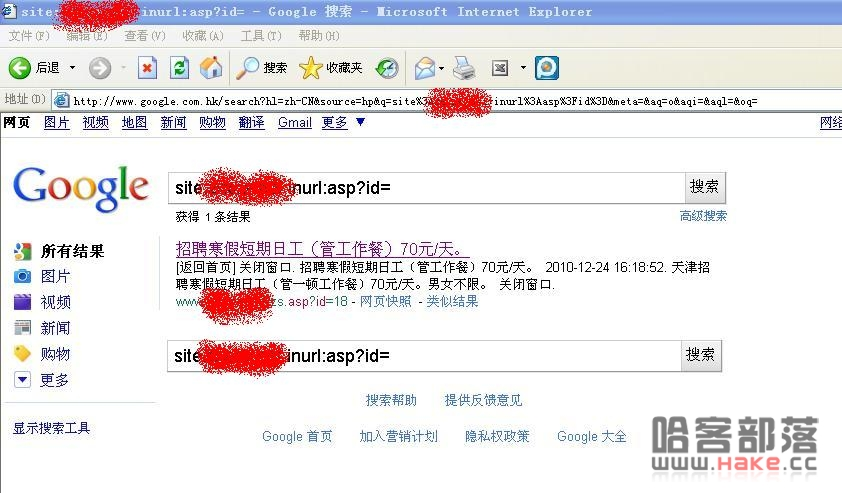 site: inurl:asp?id= - Google 搜索 - Microsoft Internet Explorer
文件(F) 编辑(E) 查看(V) 收藏(A) 工具(T) 帮助(H)
后退 搜索 收藏夹
地址(D) http://www.google.com.hk/search?hl=zh-CN&source=hp&q=site%3 inurl%3Aasp%3Fid%3D&meta=&aq=o&aqi=&aql=&oq=
网页 图片 视频 地图 新闻 购物 翻译 Gmail 更多 ▼ 网络
Google site: inurl:asp?id= 搜索
获得 1 条结果 高级搜索
所有结果
图片
视频
新闻
购物
更多
显示搜索工具
招聘寒假短期日工（管工作餐）70元/天。
[返回首页] 关闭窗口. 招聘寒假短期日工（管工作餐）70元/天。 2010-12-24 16:18:52. 天津招
聘寒假短期日工（管一顿工作餐）70元/天。男女不限。 关闭窗口.
www. zs.asp?id=18 - 网页快照 - 类似结果
site: inurl:asp?id= 搜索
搜索帮助 提供反馈意见
Google 首页 加入营销计划 隐私权政策 Google 大全
哈客部落
www.Hake.cc